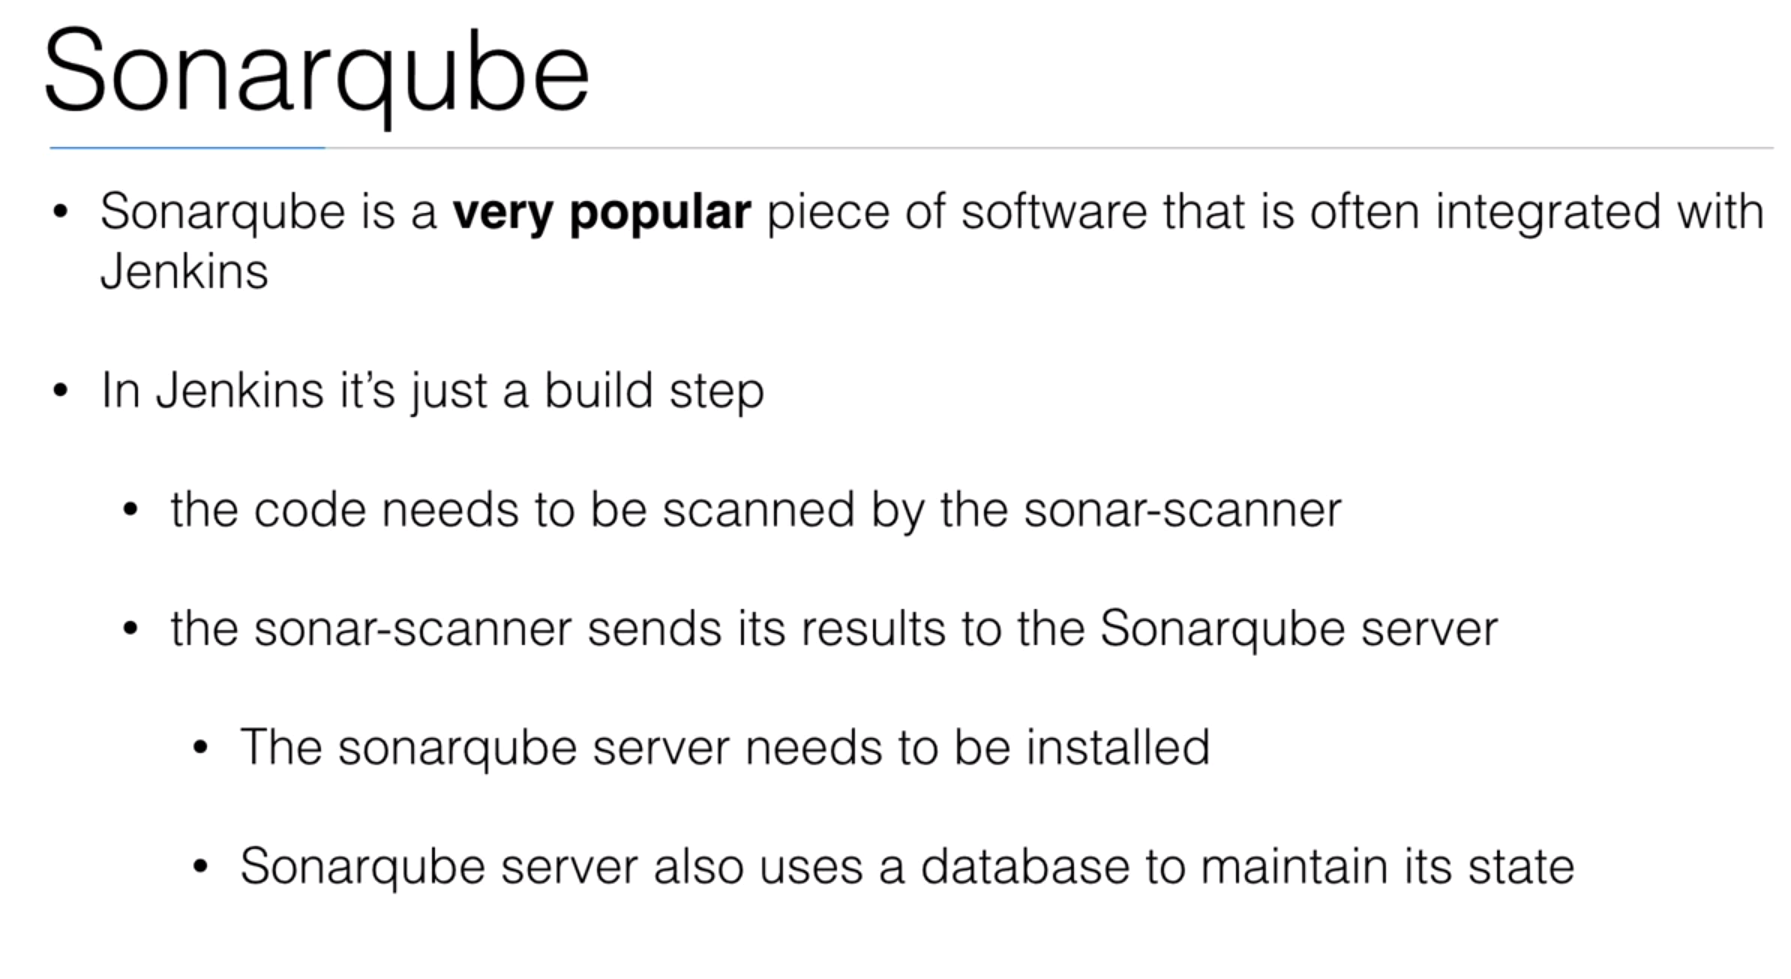 Sonarqube
• Sonarqube is a very popular piece of software that is often integrated with
Jenkins
• In Jenkins it’s just a build step
• the code needs to be scanned by the sonar-scanner
• the sonar-scanner sends its results to the Sonarqube server
• The sonarqube server needs to be installed
• Sonarqube server also uses a database to maintain its state